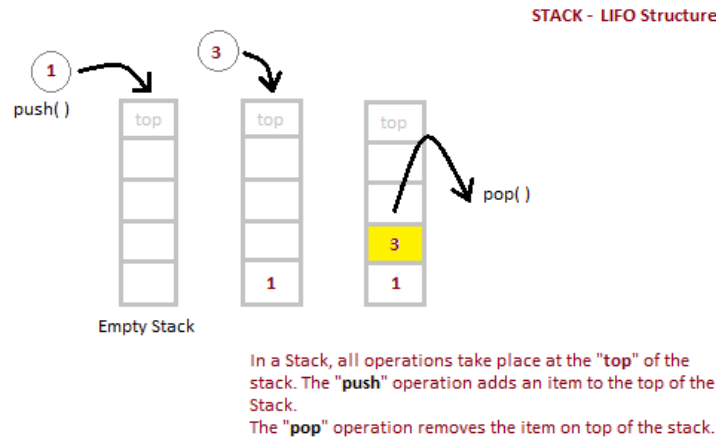 STACK - LIFO Structure
1
3
push( )
top
top
top
pop( )
3
1
1
Empty Stack
In a Stack, all operations take place at the "top" of the
stack. The "push" operation adds an item to the top of the
Stack.
The "pop" operation removes the item on top of the stack.